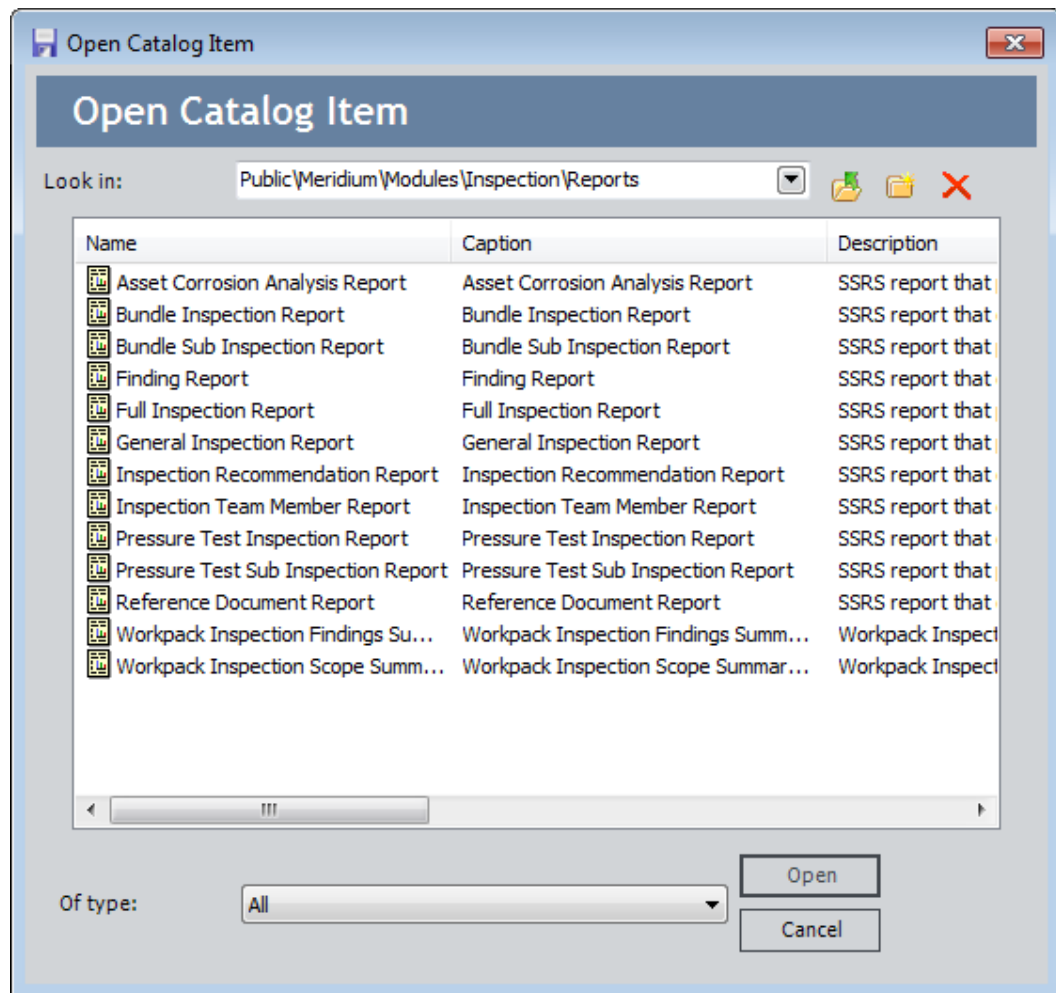 Open Catalog Item
Open Catalog Item
Look in: Public\Meridium\Modules\Inspection\Reports
Name Caption Description
Asset Corrosion Analysis Report Asset Corrosion Analysis Report SSRS report that
Bundle Inspection Report Bundle Inspection Report SSRS report that
Bundle Sub Inspection Report Bundle Sub Inspection Report SSRS report that
Finding Report Finding Report SSRS report that
Full Inspection Report Full Inspection Report SSRS report that
General Inspection Report General Inspection Report SSRS report that
Inspection Recommendation Report Inspection Recommendation Report SSRS report that
Inspection Team Member Report Inspection Team Member Report SSRS report that
Pressure Test Inspection Report Pressure Test Inspection Report SSRS report that
Pressure Test Sub Inspection Report Pressure Test Sub Inspection Report SSRS report that
Reference Document Report Reference Document Report SSRS report that
Workpack Inspection Findings Su... Workpack Inspection Findings Summ... Workpack Inspect
Workpack Inspection Scope Summ... Workpack Inspection Scope Summar... Workpack Inspect
Open
Of type: All
Cancel